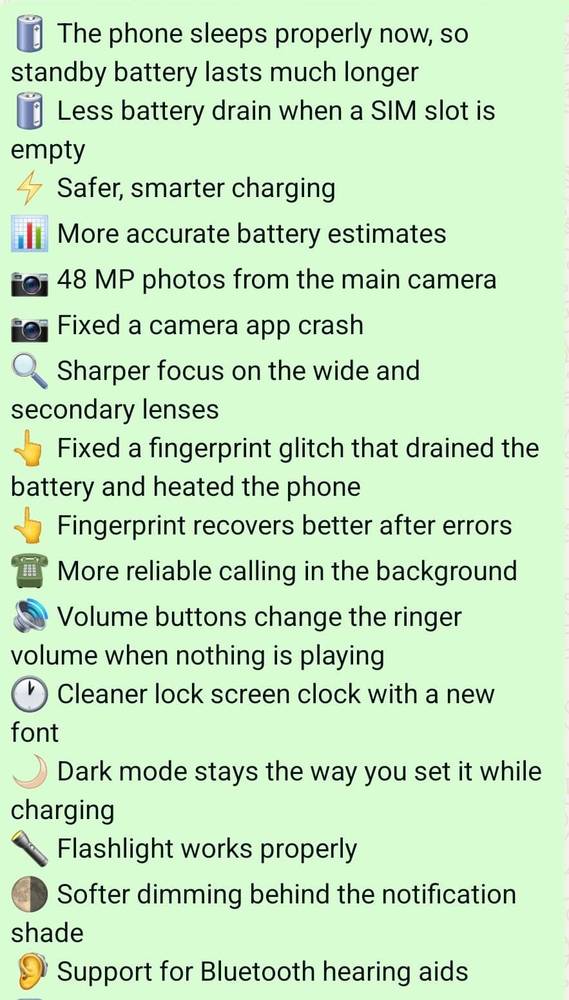 🔋 The phone sleeps properly now, so
standby battery lasts much longer
🔋 Less battery drain when a SIM slot is
empty
⚡ Safer, smarter charging
📊 More accurate battery estimates
📷 48 MP photos from the main camera
📷 Fixed a camera app crash
🔍 Sharper focus on the wide and
secondary lenses
👆 Fixed a fingerprint glitch that drained the
battery and heated the phone
👆 Fingerprint recovers better after errors
☎️ More reliable calling in the background
🔊 Volume buttons change the ringer
volume when nothing is playing
🕐 Cleaner lock screen clock with a new
font
🌙 Dark mode stays the way you set it while
charging
🔦 Flashlight works properly
🌗 Softer dimming behind the notification
shade
🦻 Support for Bluetooth hearing aids